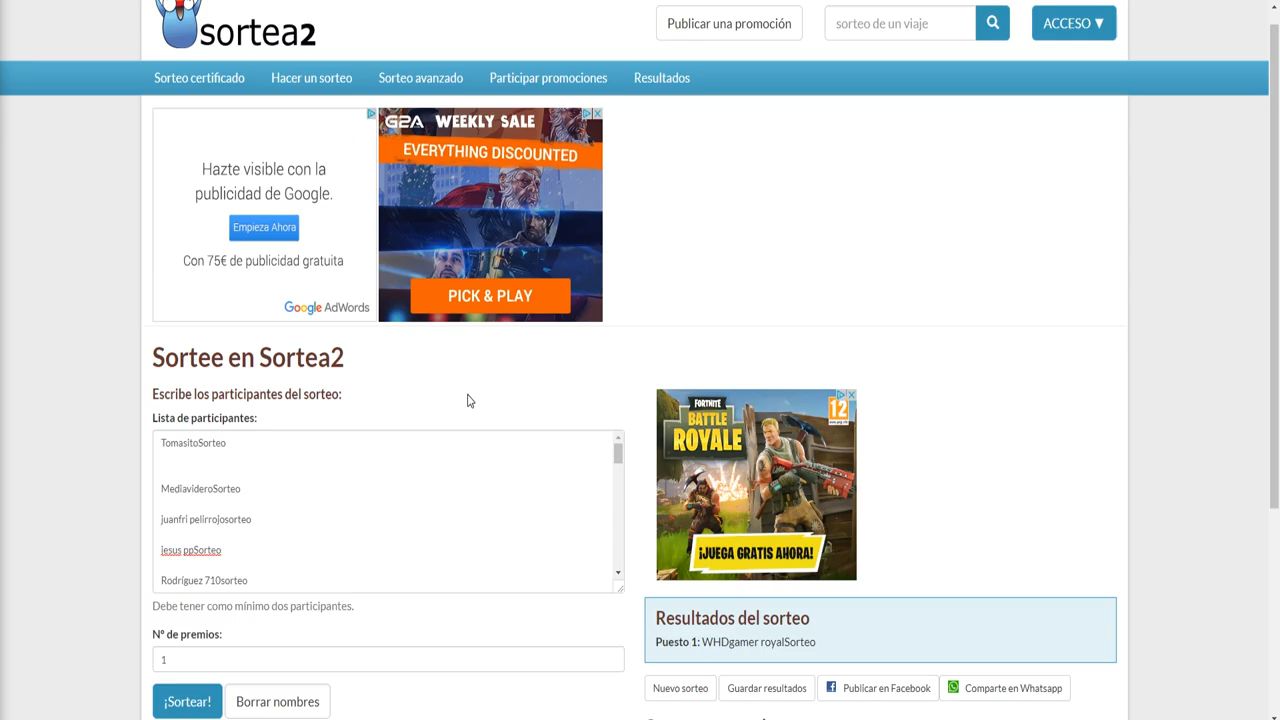 sortea2
Publicar una promoción
sorteo de un viaje
ACCESO ▼
Sorteo certificado
Hacer un sorteo
Sorteo avanzado
Participar promociones
Resultados
Hazte visible con la
publicidad de Google.
Empieza Ahora
Con 75€ de publicidad gratuita
Google AdWords
G2A WEEKLY SALE
EVERYTHING DISCOUNTED
PICK & PLAY
Sortee en Sortea2
Escribe los participantes del sorteo:
Lista de participantes:
TomasitoSorteo
MediavideroSorteo
juanfri pelirrojosorteo
jesus ppSorteo
Rodríguez 710sorteo
Debe tener como mínimo dos participantes.
Nº de premios:
1
¡Sortear!
Borrar nombres
FORTNITE
BATTLE
ROYALE
12
¡JUEGA GRATIS AHORA!
Resultados del sorteo
Puesto 1: WHDgamer royalSorteo
Nuevo sorteo
Guardar resultados
Publicar en Facebook
Comparte en Whatsapp